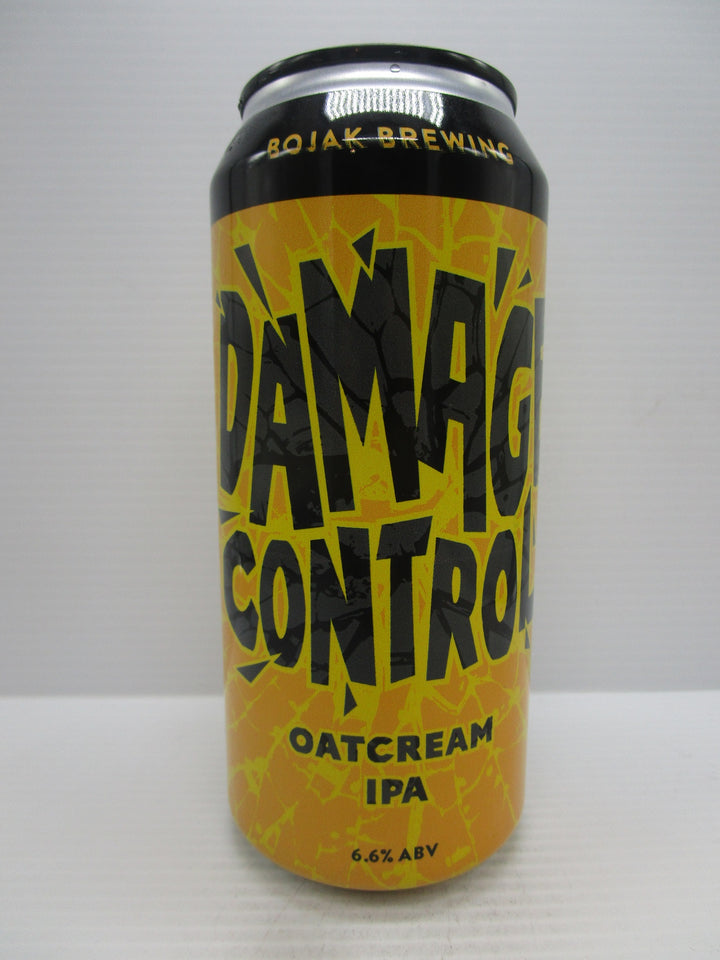 BOJAK BREWING
DAMAGE
CONTROL
OATCREAM
IPA
6.6% ABV